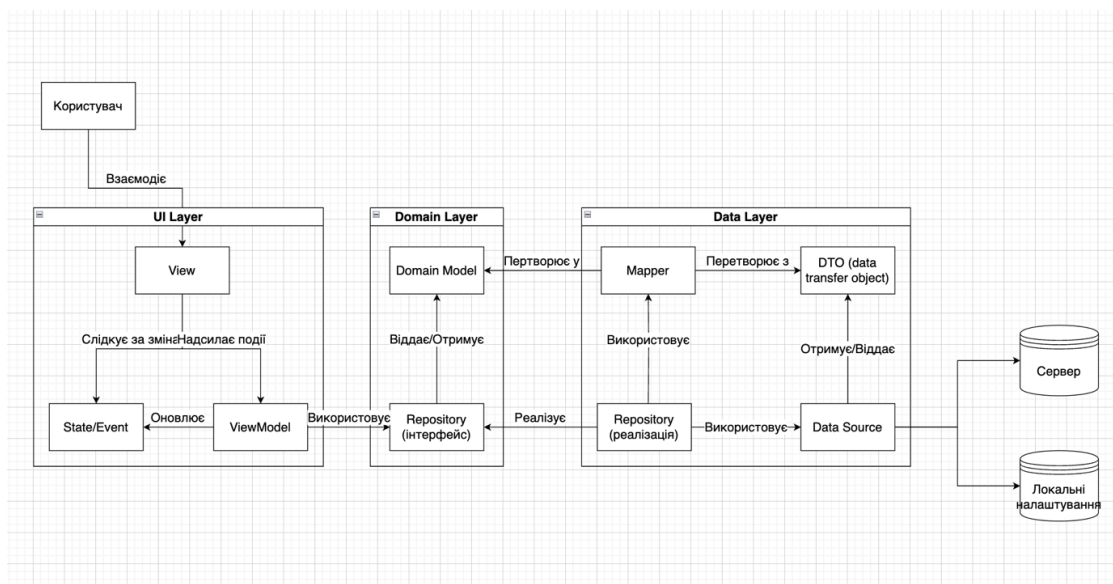 Користувач
Взаємодіє
UI Layer
Domain Layer
Data Layer
View
Domain Model
Пертворює у
Mapper
Перетворює з
DTO (data
transfer object)
Слідкує за
Надсилає події
Віддає/Отримує
Використовує
Отримує/Віддає
Сервер
State/Event
Оновлює
ViewModel
Використовує
Repository
(інтерфейс)
Реалізує
Repository
(реалізація)
Використовує
Data Source
Локальні
налаштування